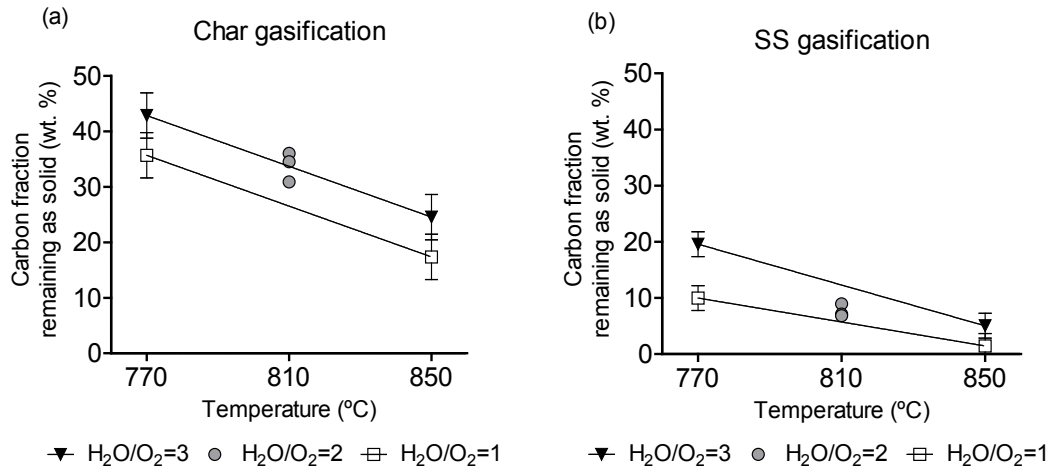 (a)
Char gasification
Carbon fraction
remaining as solid (wt. %)
50
40
30
20
10
0
770 810 850
Temperature (ºC)
H₂O/O₂=3 H₂O/O₂=2 H₂O/O₂=1
(b)
SS gasification
Carbon fraction
remaining as solid (wt. %)
50
40
30
20
10
0
770 810 850
Temperature (ºC)
H₂O/O₂=3 H₂O/O₂=2 H₂O/O₂=1